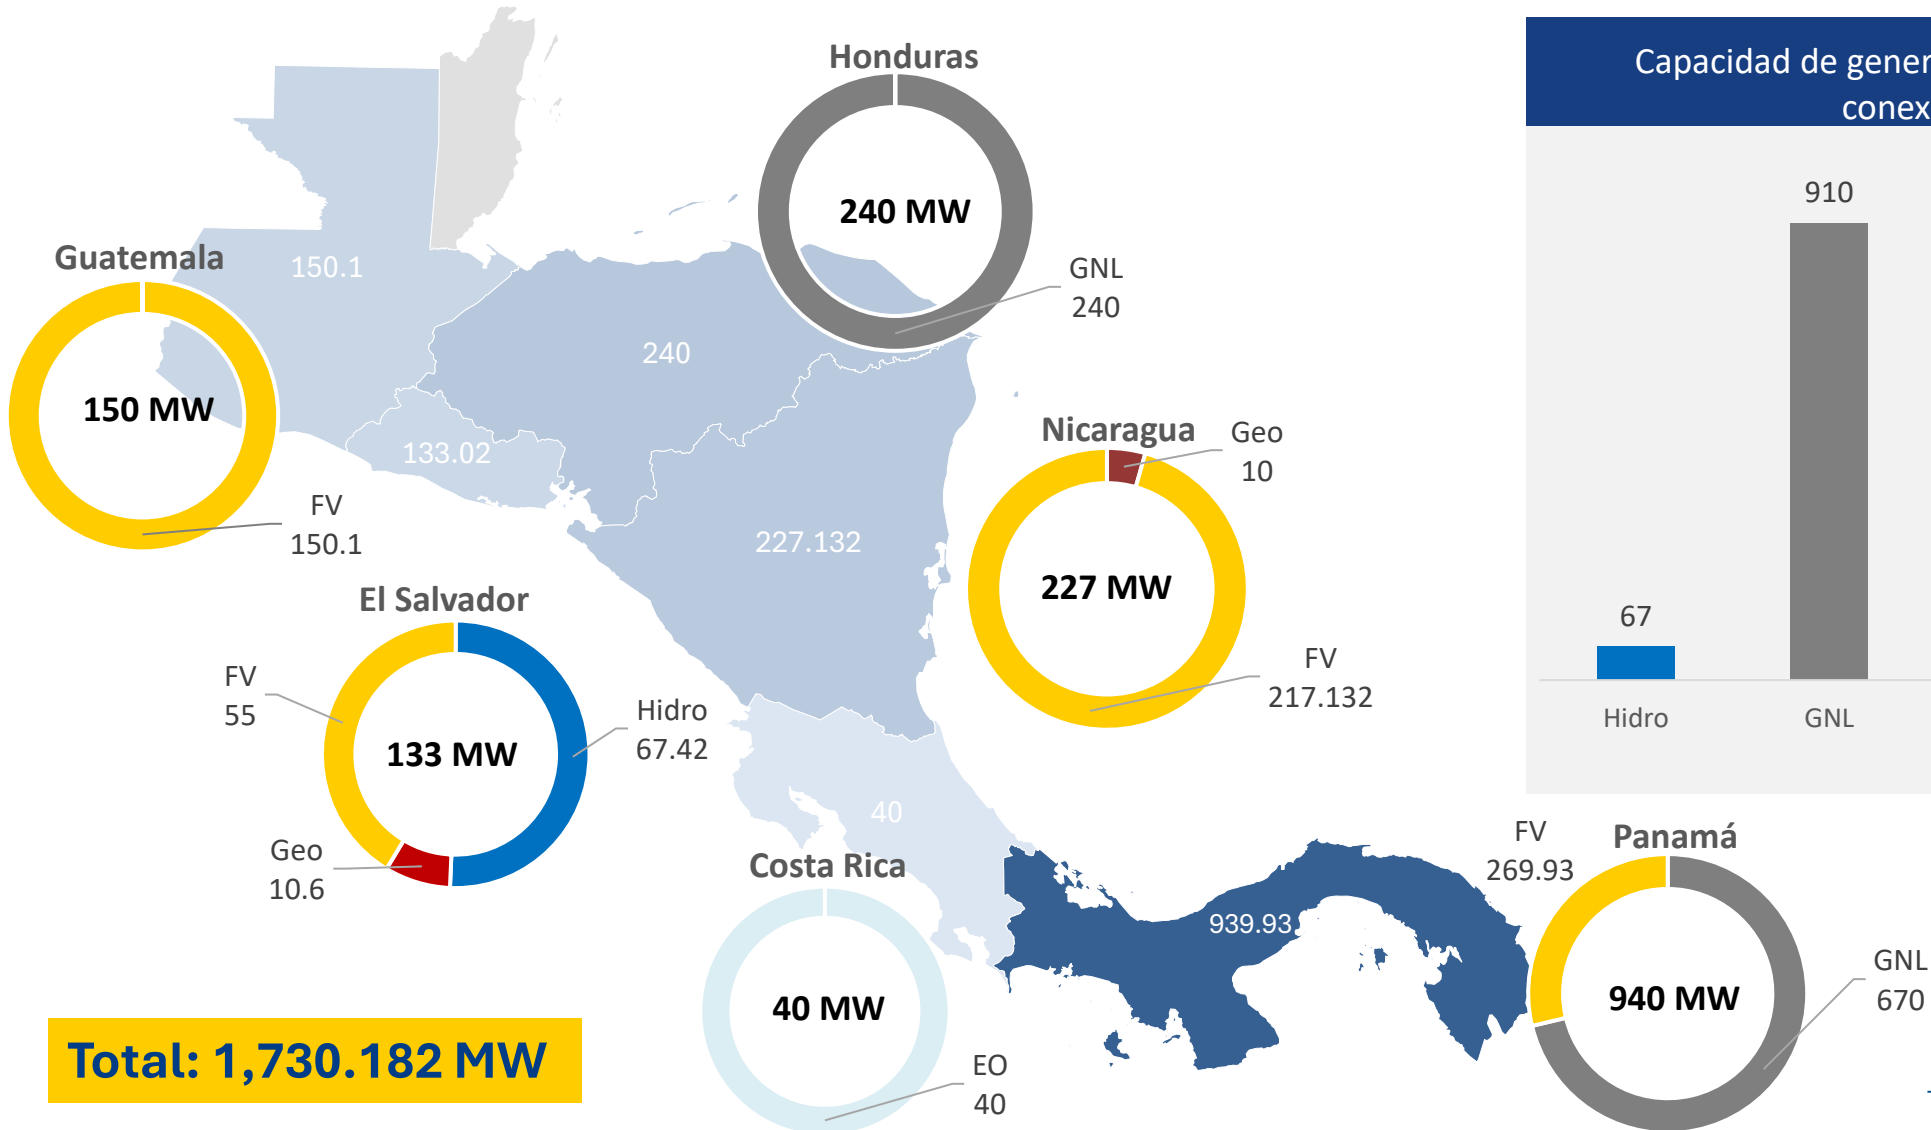 Honduras
240 MW
GNL
240
Guatemala
150 MW
FV
150.1
150.1
240
133.02
227.132
40
939.93
Nicaragua
227 MW
Geo
10
FV
217.132
El Salvador
133 MW
FV
55
Hidro
67.42
Geo
10.6
Costa Rica
40 MW
EO
40
Panamá
940 MW
FV
269.93
GNL
670
Capacidad de gener
conex
910
67
Hidro
GNL
Total: 1,730.182 MW